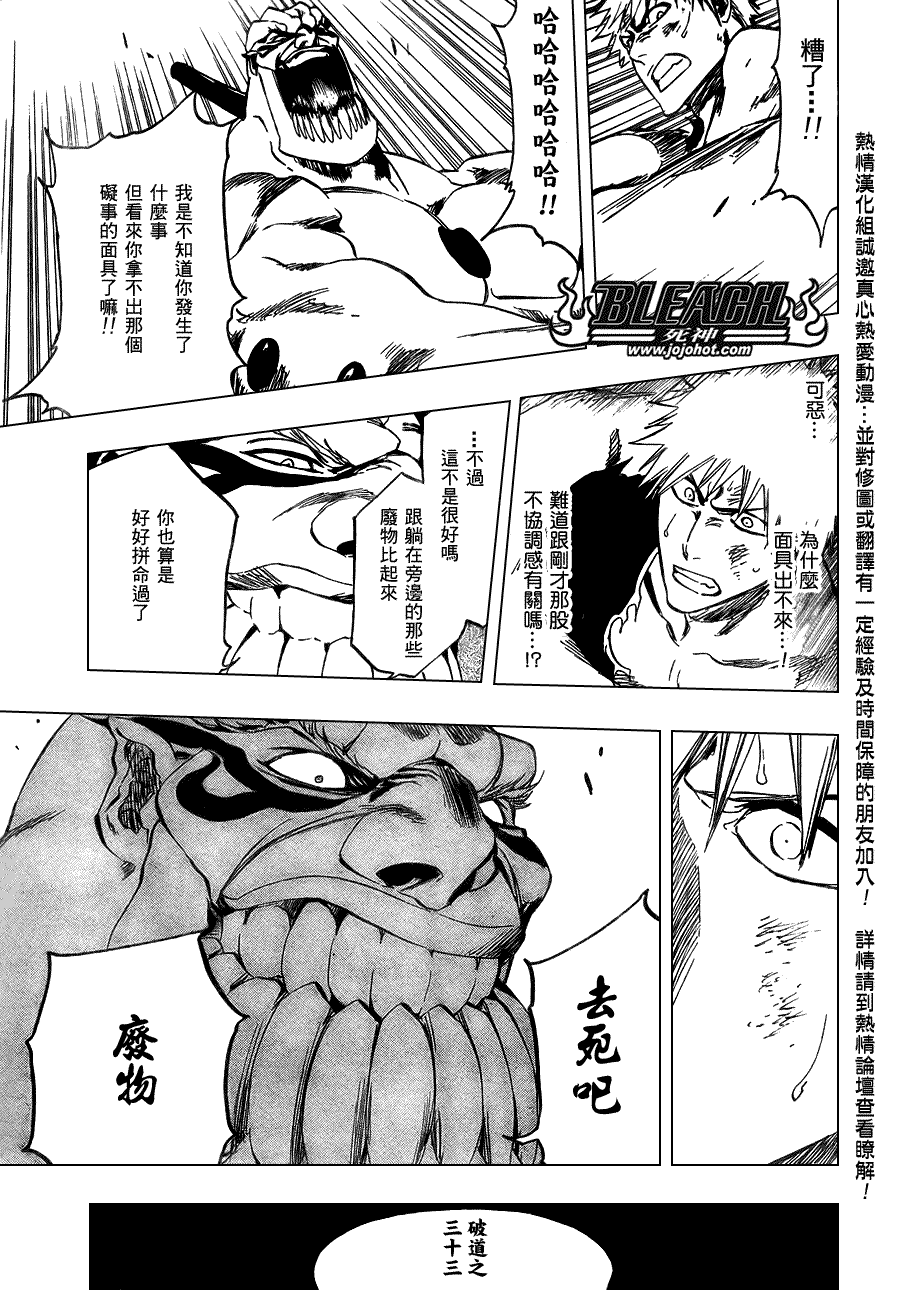 糟了…!!
哈哈哈哈哈哈哈!!
我是不知道你發生了
什麼事
但看來你拿不出那個
礙事的面具了嘛!!
BLEACH
死神
www.jojohot.com
可惡…
為什麼
面具出不來…!
難道跟剛才那股
不協調感有關嗎…!?
…不過
這不是很好嗎
跟躺在旁邊的那些
廢物比起來
你也算是
好好拼命過了
去死吧
廢物
破道之
三十三
熱情漢化組誠邀真心熱愛動漫…並對修圖或翻譯有一定經驗及時間保障的朋友加入! 詳情請到熱情論壇查看瞭解!